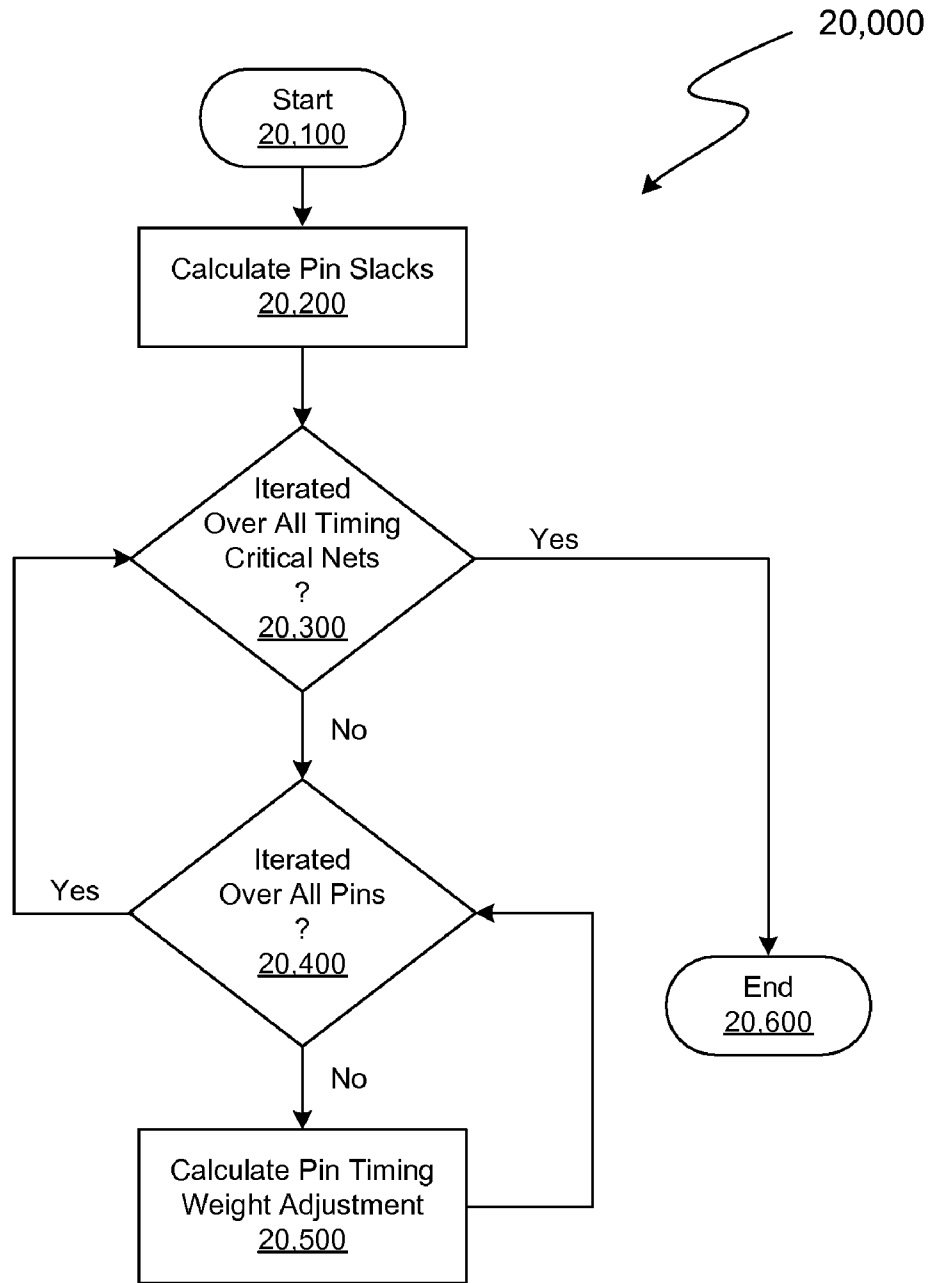 20,000
Start
20,100
Calculate Pin Slacks
20,200
Iterated
Over All Timing
Critical Nets
?
20,300
Yes
No
Iterated
Over All Pins
?
20,400
Yes
No
Calculate Pin Timing
Weight Adjustment
20,500
End
20,600